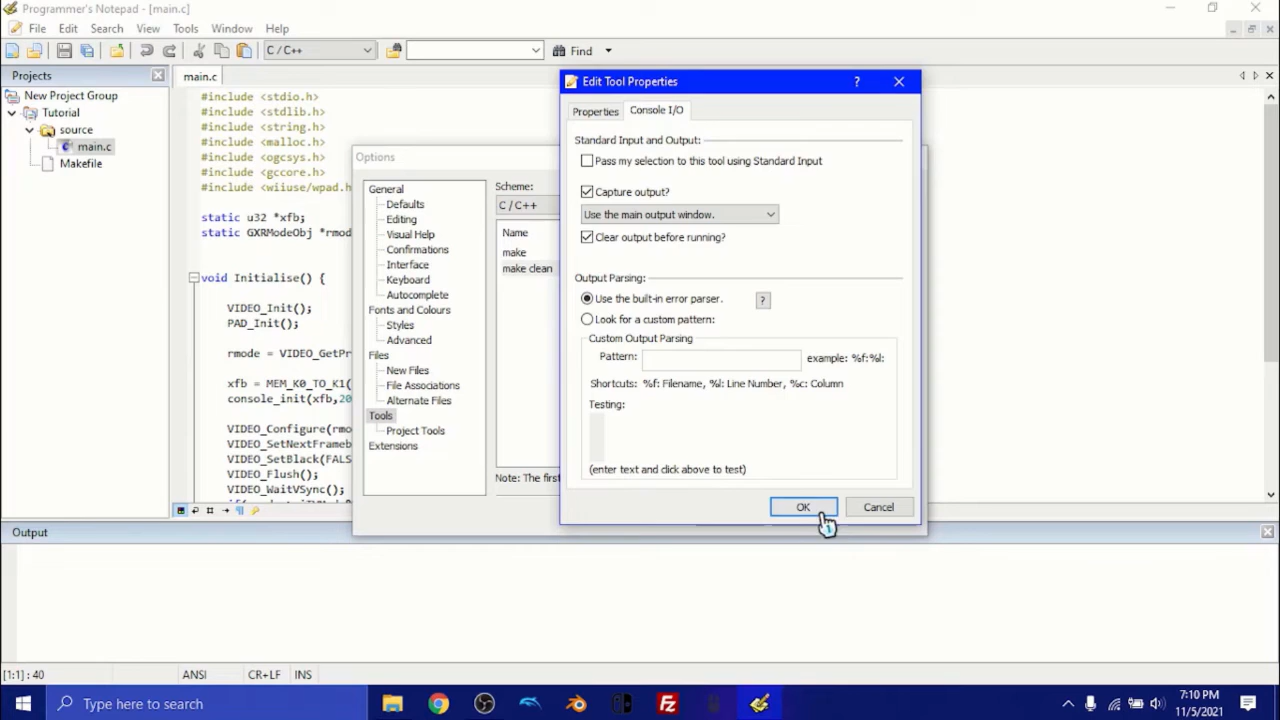 Programmer's Notepad - [main.c]
File Edit Search View Tools Window Help
C / C++ Find
Projects
New Project Group
Tutorial
source
main.c
Makefile
main.c
#include <stdio.h>
#include <stdlib.h>
#include <string.h>
#include <malloc.h>
#include <ogcsys.h>
#include <gccore.h>
#include <wiiuse/wpad.h
static u32 *xfb;
static GXRModeObj *rmod
void Initialise() {
VIDEO_Init();
PAD_Init();
rmode = VIDEO_GetPr
xfb = MEM_K0_TO_K1(
console_init(xfb,20
VIDEO_Configure(rmo
VIDEO_SetNextFrameb
VIDEO_SetBlack(FALS
VIDEO_Flush();
VIDEO_WaitVSync();
Options
General
Defaults
Editing
Visual Help
Confirmations
Interface
Keyboard
Autocomplete
Fonts and Colours
Styles
Advanced
Files
New Files
File Associations
Alternate Files
Tools
Project Tools
Extensions
Scheme:
C / C++
Name
make
make clean
Note: The first
Edit Tool Properties ?
Properties Console I/O
Standard Input and Output:
Pass my selection to this tool using Standard Input
Capture output?
Use the main output window.
Clear output before running?
Output Parsing:
Use the built-in error parser. ?
Look for a custom pattern:
Custom Output Parsing
Pattern: example: %f:%l:
Shortcuts: %f: Filename, %l: Line Number, %c: Column
Testing:
(enter text and click above to test)
OK Cancel
Output
[1:1] : 40 ANSI CR+LF INS
Type here to search
7:10 PM
11/5/2021